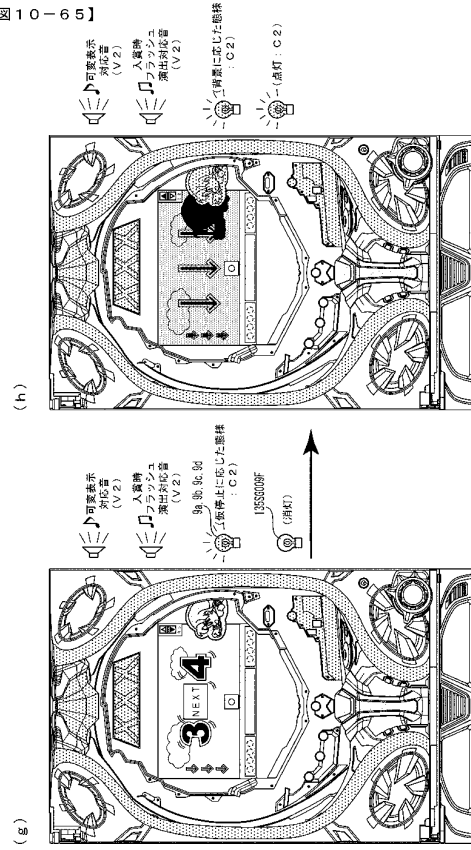 図10-65】
(g)
♪可変表示
対応音
(V2)
入賞時
フラッシュ
演出対応音
(V2)
9a,9b,9c,9d
(仮停止に応じた態様
:C2)
135SG009F
(消灯)
3
NEXT
4
(h)
♪可変表示
対応音
(V2)
入賞時
フラッシュ
演出対応音
(V2)
(背景に応じた態様
:C2)
(点灯:C2)